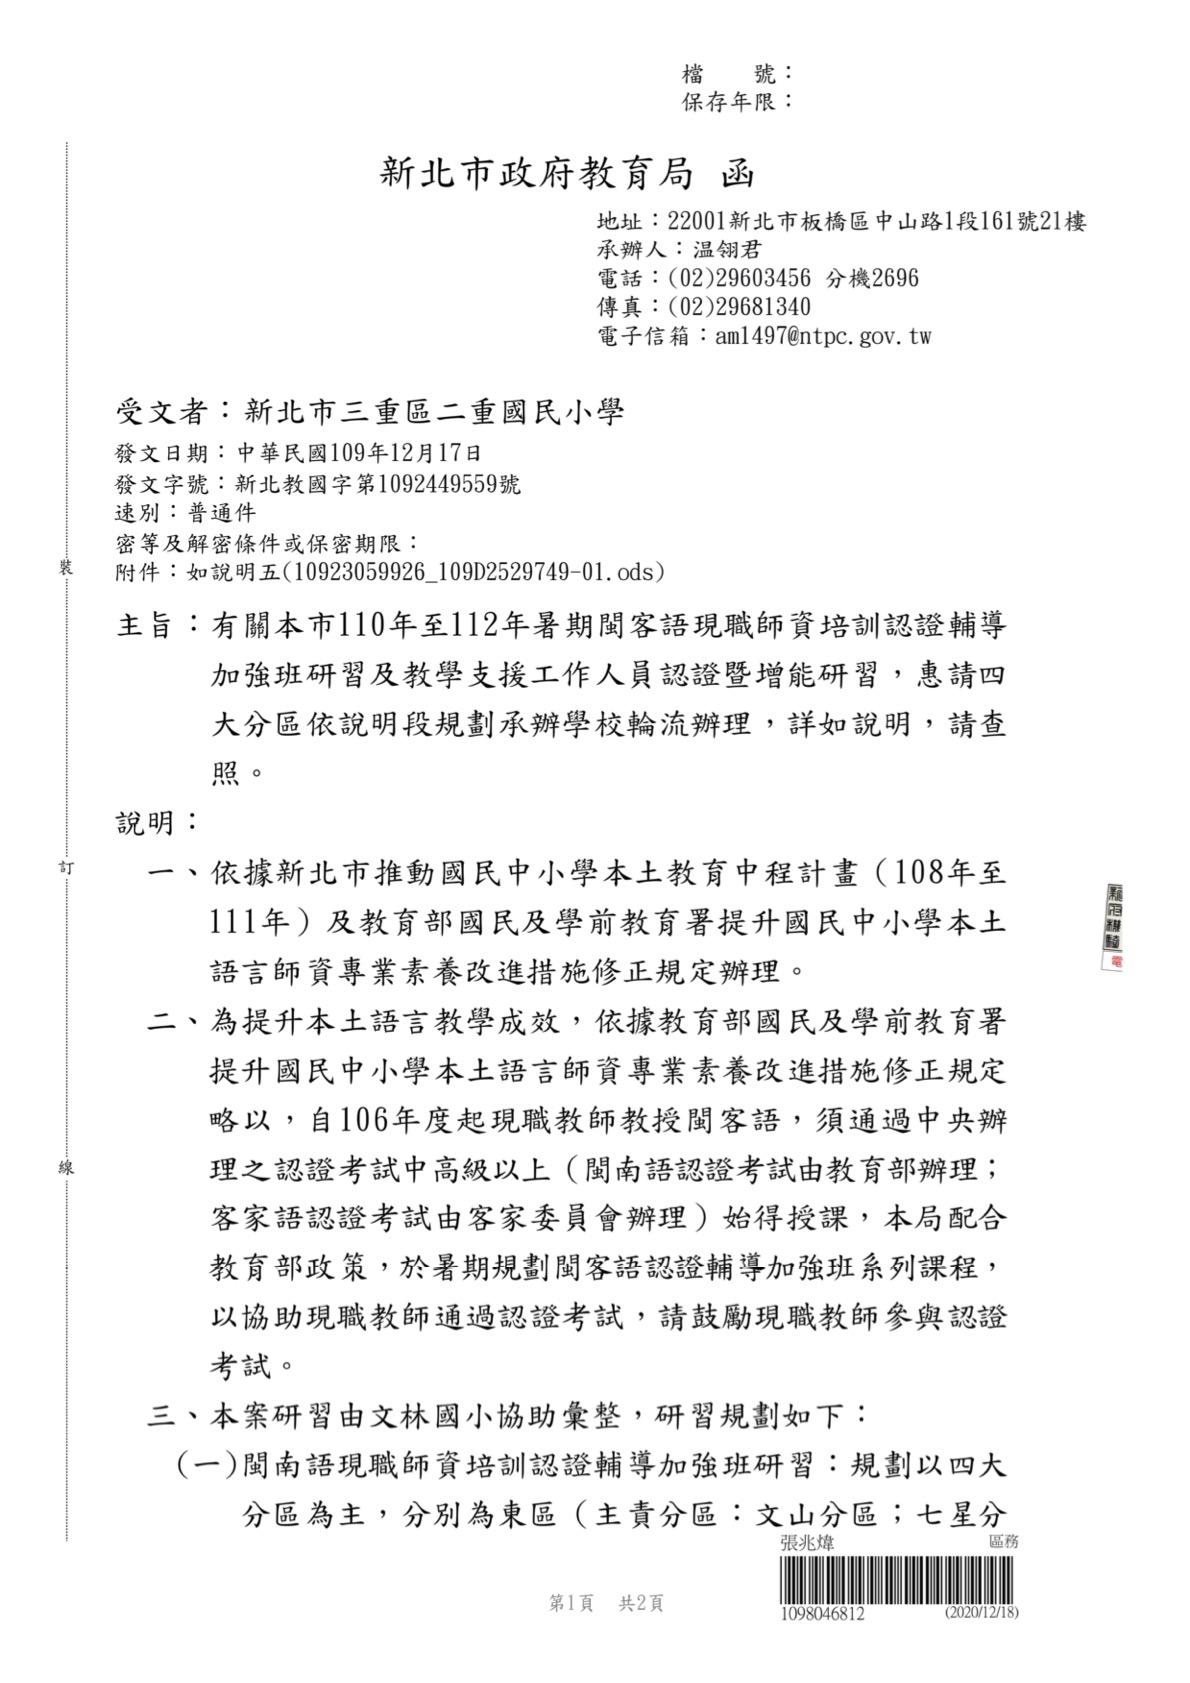 檔　　號：
保存年限：
新北市政府教育局 函
地址：22001新北市板橋區中山路1段161號21樓
承辦人：温翎君
電話：(02)29603456 分機2696
傳真：(02)29681340
電子信箱：am1497@ntpc.gov.tw
受文者：新北市三重區二重國民小學
發文日期：中華民國109年12月17日
發文字號：新北教國字第1092449559號
速別：普通件
密等及解密條件或保密期限：
附件：如說明五(10923059926_109D2529749-01.ods)
主旨：有關本市110年至112年暑期閩客語現職師資培訓認證輔導
加強班研習及教學支援工作人員認證暨增能研習，惠請四
大分區依說明段規劃承辦學校輪流辦理，詳如說明，請查
照。
說明：
一、依據新北市推動國民中小學本土教育中程計畫（108年至
111年）及教育部國民及學前教育署提升國民中小學本土
語言師資專業素養改進措施修正規定辦理。
二、為提升本土語言教學成效，依據教育部國民及學前教育署
提升國民中小學本土語言師資專業素養改進措施修正規定
略以，自106年度起現職教師教授閩客語，須通過中央辦
理之認證考試中高級以上（閩南語認證考試由教育部辦理；
客家語認證考試由客家委員會辦理）始得授課，本局配合
教育部政策，於暑期規劃閩客語認證輔導加強班系列課程，
以協助現職教師通過認證考試，請鼓勵現職教師參與認證
考試。
三、本案研習由文林國小協助彙整，研習規劃如下：
(一)閩南語現職師資培訓認證輔導加強班研習：規劃以四大
分區為主，分別為東區（主責分區：文山分區；七星分
裝
訂
線
電
張兆煒 區務
1098046812 (2020/12/18)
第1頁 共2頁